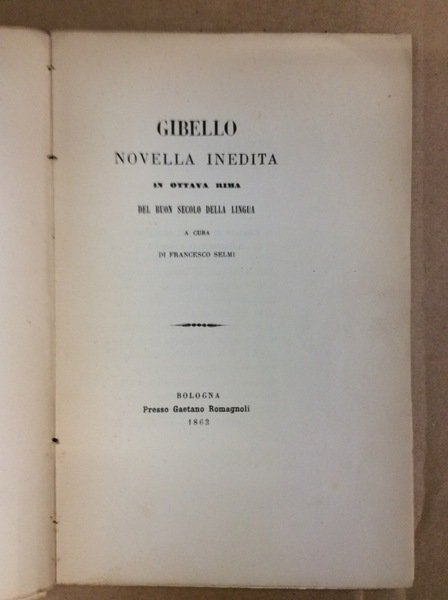 GIBELLO
NOVELLA INEDITA
IN OTTAVA RIMA
DEL BUON SECOLO DELLA LINGUA
A CURA
DI FRANCESCO SELMI
BOLOGNA
Presso Gaetano Romagnoli
1863